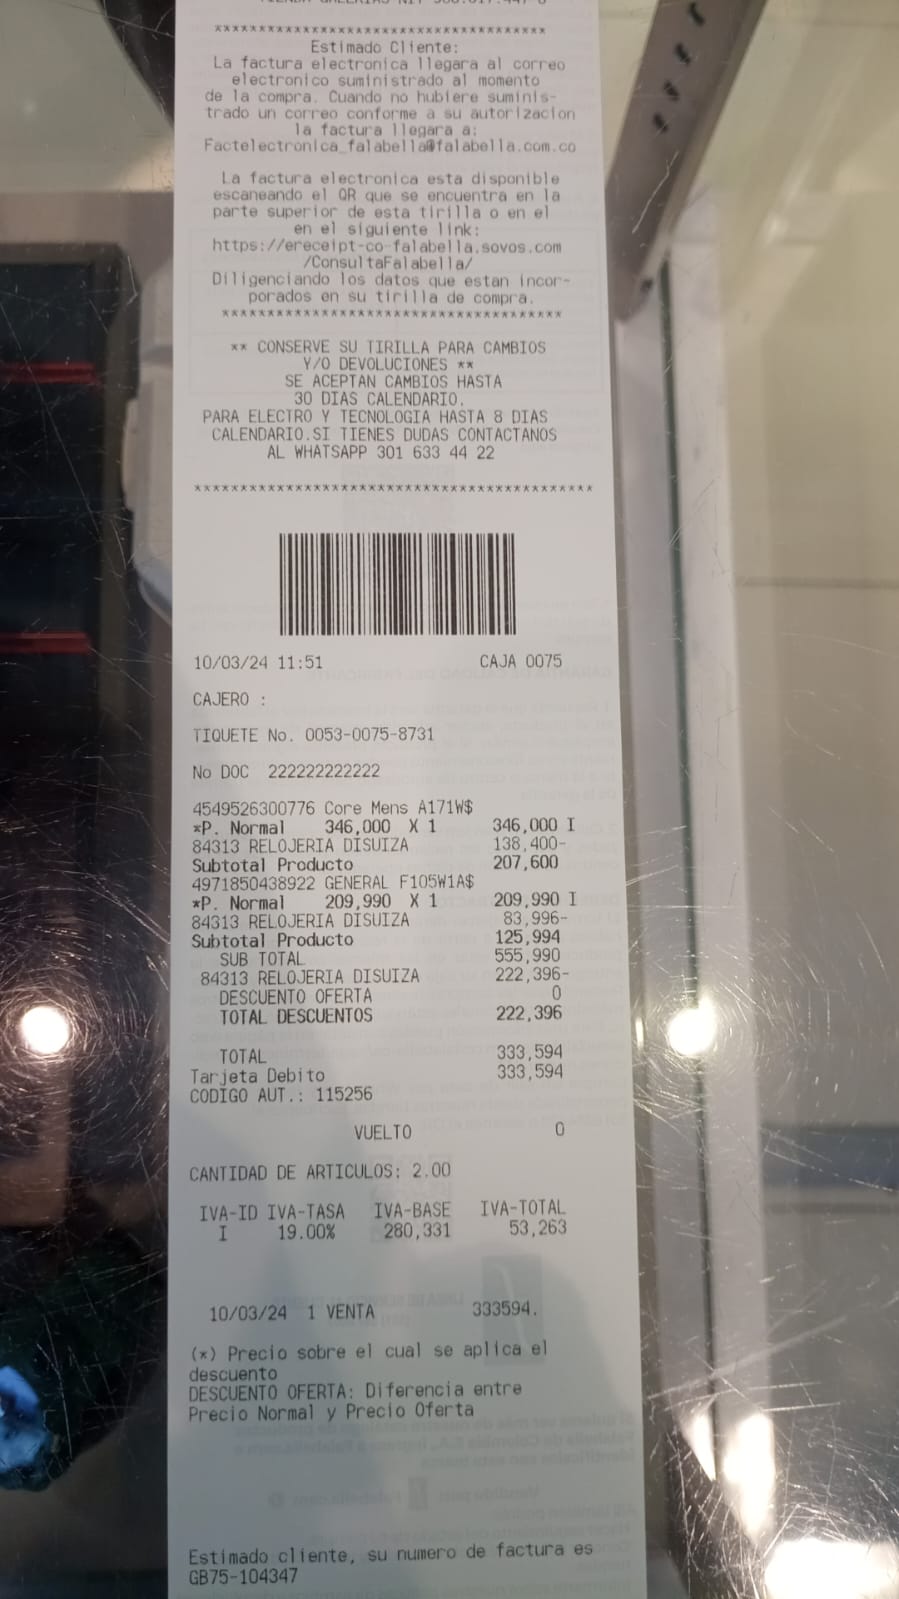 ***************************************
Estimado Cliente:
La factura electronica llegara al correo
electronico suministrado al momento
de la compra. Cuando no hubiere suminis-
trado un correo conforme a su autorizacion
la factura llegara a:
Factelectronica_falabella@falabella.com.co
La factura electronica esta disponible
escaneando el QR que se encuentra en la
parte superior de esta tirilla o en el
en el siguiente link:
https://ereceipt-co-falabella.sovos.com
/ConsultaFalabella/
Diligenciando los datos que estan incor-
porados en su tirilla de compra.
***************************************
** CONSERVE SU TIRILLA PARA CAMBIOS
Y/O DEVOLUCIONES **
SE ACEPTAN CAMBIOS HASTA
30 DIAS CALENDARIO.
PARA ELECTRO Y TECNOLOGIA HASTA 8 DIAS
CALENDARIO.SI TIENES DUDAS CONTACTANOS
AL WHATSAPP 301 633 44 22
********************************************
10/03/24 11:51 CAJA 0075
CAJERO :
TIQUETE No. 0053-0075-8731
No DOC 222222222222
4549526300776 Core Mens A171W$
*P. Normal 346,000 X 1 346,000 I
84313 RELOJERIA DISUIZA 138,400-
Subtotal Producto 207,600
4971850438922 GENERAL F105W1A$
*P. Normal 209,990 X 1 209,990 I
84313 RELOJERIA DISUIZA 83,996-
Subtotal Producto 125,994
SUB TOTAL 555,990
84313 RELOJERIA DISUIZA 222,396-
DESCUENTO OFERTA 0
TOTAL DESCUENTOS 222,396
TOTAL 333,594
Tarjeta Debito 333,594
CODIGO AUT.: 115256
VUELTO 0
CANTIDAD DE ARTICULOS: 2.00
IVA-ID IVA-TASA IVA-BASE IVA-TOTAL
I 19.00% 280,331 53,263
10/03/24 1 VENTA 333594.
(*) Precio sobre el cual se aplica el
descuento
DESCUENTO OFERTA: Diferencia entre
Precio Normal y Precio Oferta
Estimado cliente, su numero de factura es
GB75-104347